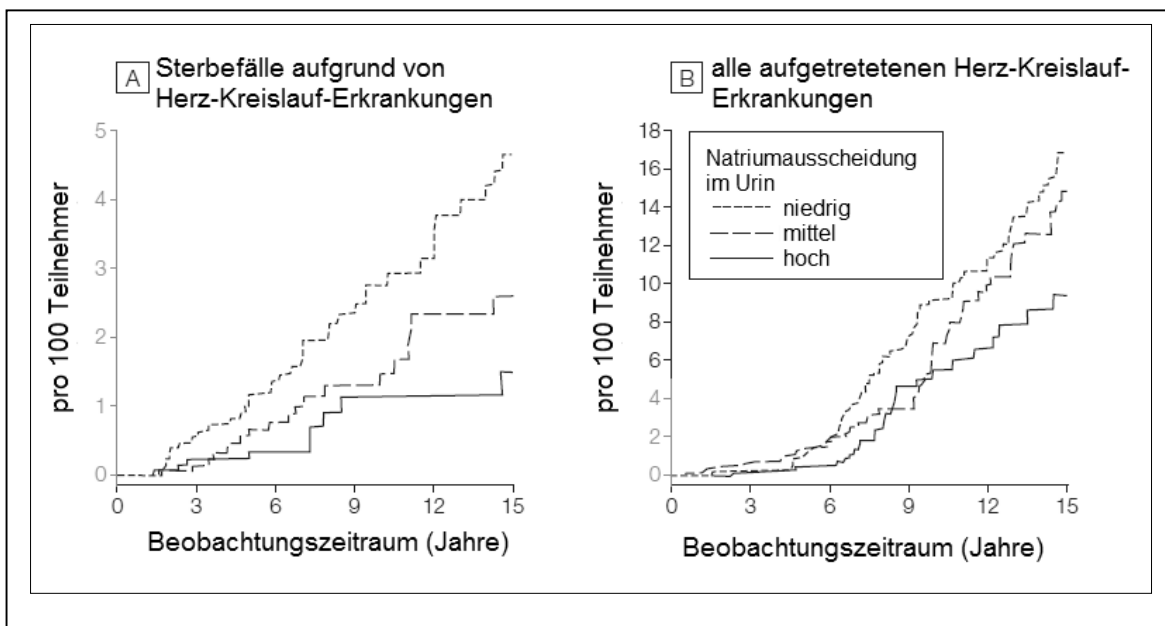 A Sterbefälle aufgrund von
Herz-Kreislauf-Erkrankungen
5
4
3
2
1
0
pro 100 Teilnehmer
0 3 6 9 12 15
Beobachtungszeitraum (Jahre)
B alle aufgetretetenen Herz-Kreislauf-
Erkrankungen
18
16
14
12
10
8
6
4
2
0
pro 100 Teilnehmer
Natriumausscheidung
im Urin
niedrig
mittel
hoch
0 3 6 9 12 15
Beobachtungszeitraum (Jahre)